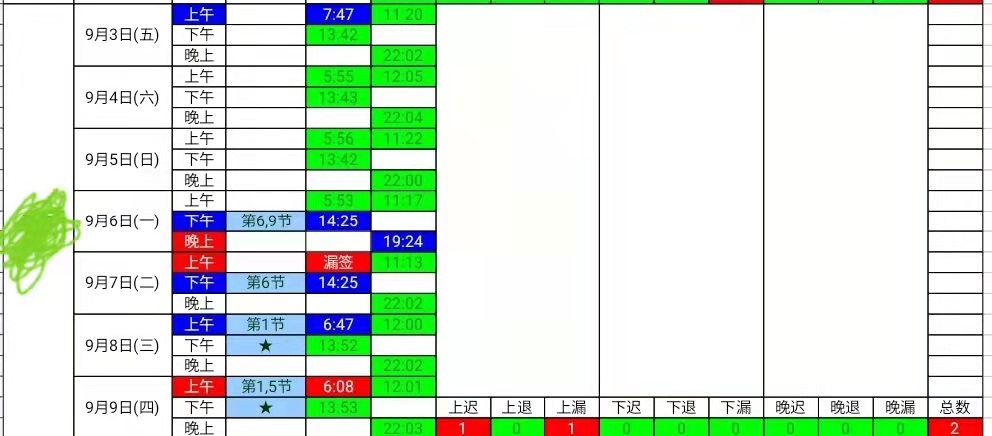 上午 7:47 11:20
9月3日(五) 下午 13:42
晚上 22:02
上午 5:55 12:05
9月4日(六) 下午 13:43
晚上 22:04
上午 5:56 11:22
9月5日(日) 下午 13:42
晚上 22:00
上午 5:53 11:17
9月6日(一) 下午 第6,9节 14:25
晚上 19:24
上午 漏签 11:13
9月7日(二) 下午 第6节 14:25
晚上 22:02
上午 第1节 6:47 12:00
9月8日(三) 下午 ★ 13:52
晚上 22:02
上午 第1,5节 6:08 12:01
9月9日(四) 下午 ★ 13:53 上迟 上退 上漏 下迟 下退 下漏 晚迟 晚退 晚漏 总数
晚上 22:03 1 0 1 0 0 0 0 0 0 2